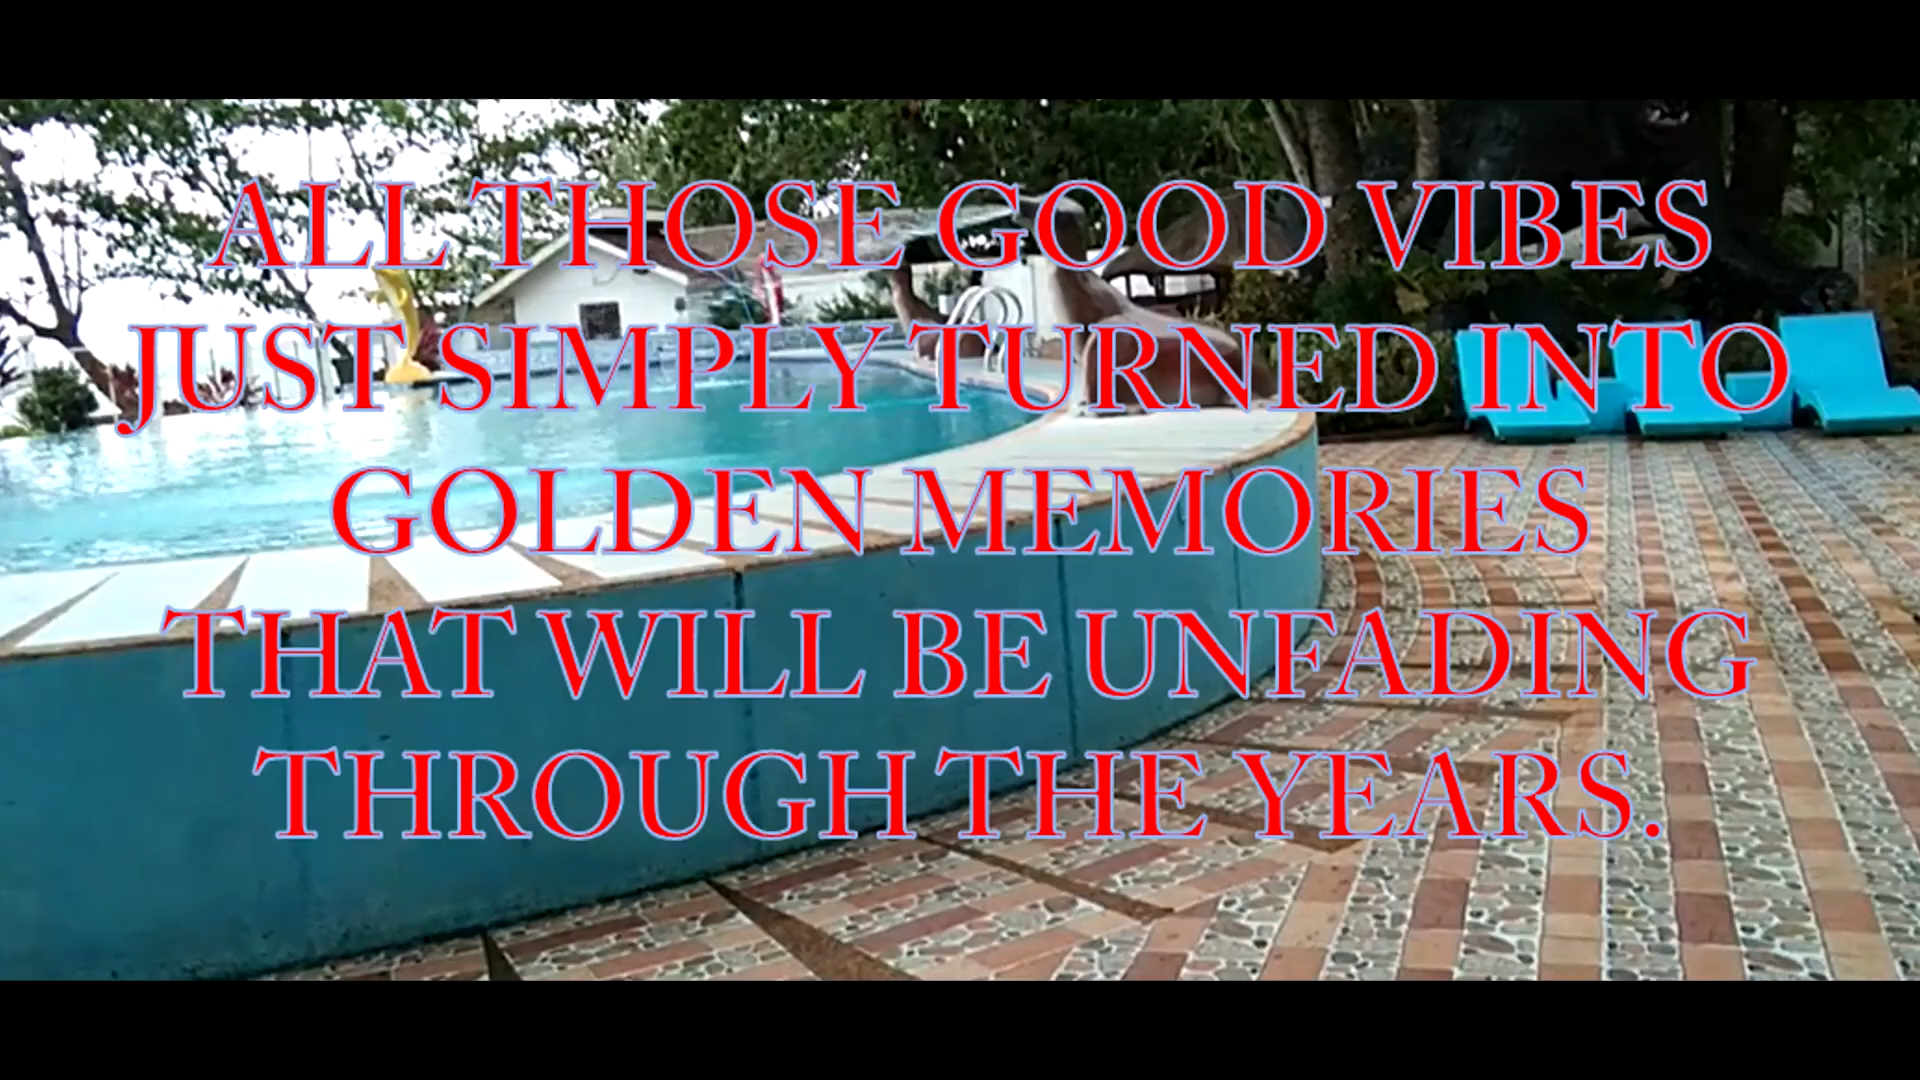 ALL THOSE GOOD VIBES
JUST SIMPLY TURNED INTO
GOLDEN MEMORIES
THAT WILL BE UNFADING
THROUGH THE YEARS.